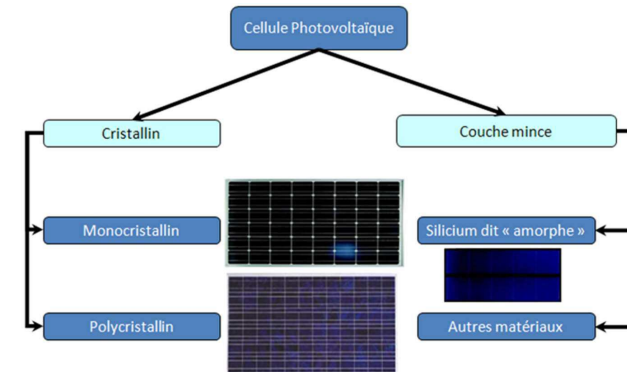 Cellule Photovoltaïque
Cristallin
Couche mince
Monocristallin
Silicium dit « amorphe »
Polycristallin
Autres matériaux